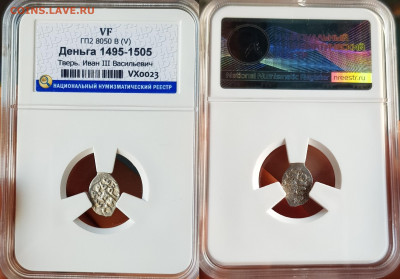 COINS.LAVE.RU
VF
ГП2 8050 B (V)
Деньга 1495-1505
Тверь. Иван III Васильевич
VX0023
НАЦИОНАЛЬНЫЙ НУМИЗМАТИЧЕСКИЙ РЕЕСТР
National Numismatic Register
nreestr.ru